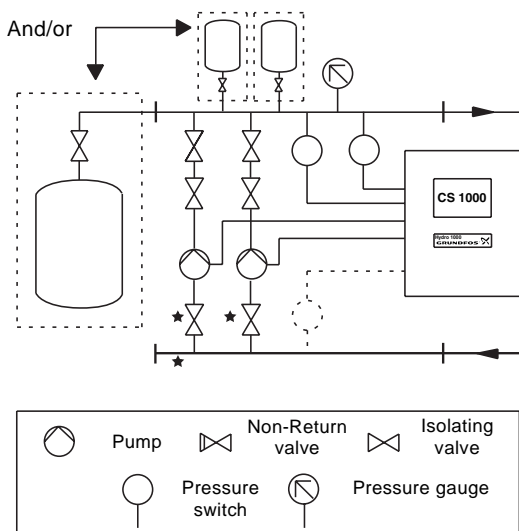 And/or
CS 1000
Hydro 1000
GRUNDFOS
Pump
Non-Return
valve
Isolating
valve
Pressure
switch
Pressure gauge